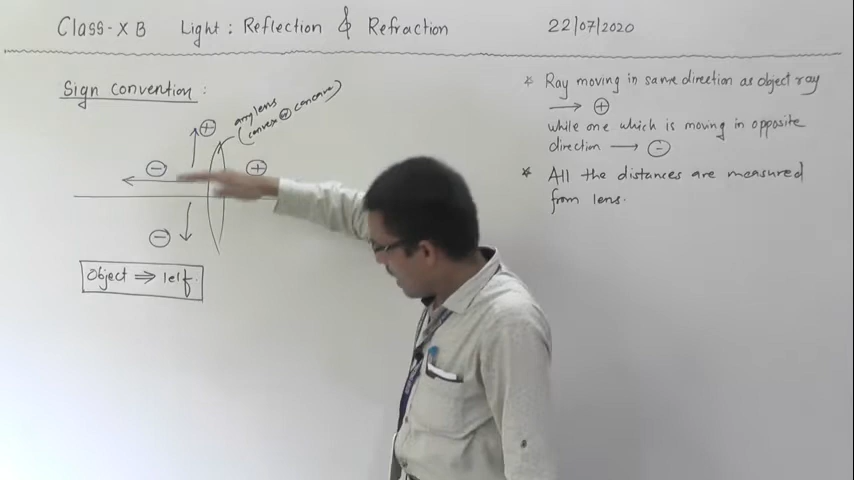 Class-X B Light: Reflection & Refraction 22/07/2020
Sign convention:
any lens
(convex or concave)
⊕
⊖ ⊕
⊖
Object ⇒ left.
* Ray moving in same direction as object ray
⟶ ⊕
while one which is moving in opposite
direction ⟶ ⊖
* All the distances are measured
from lens.